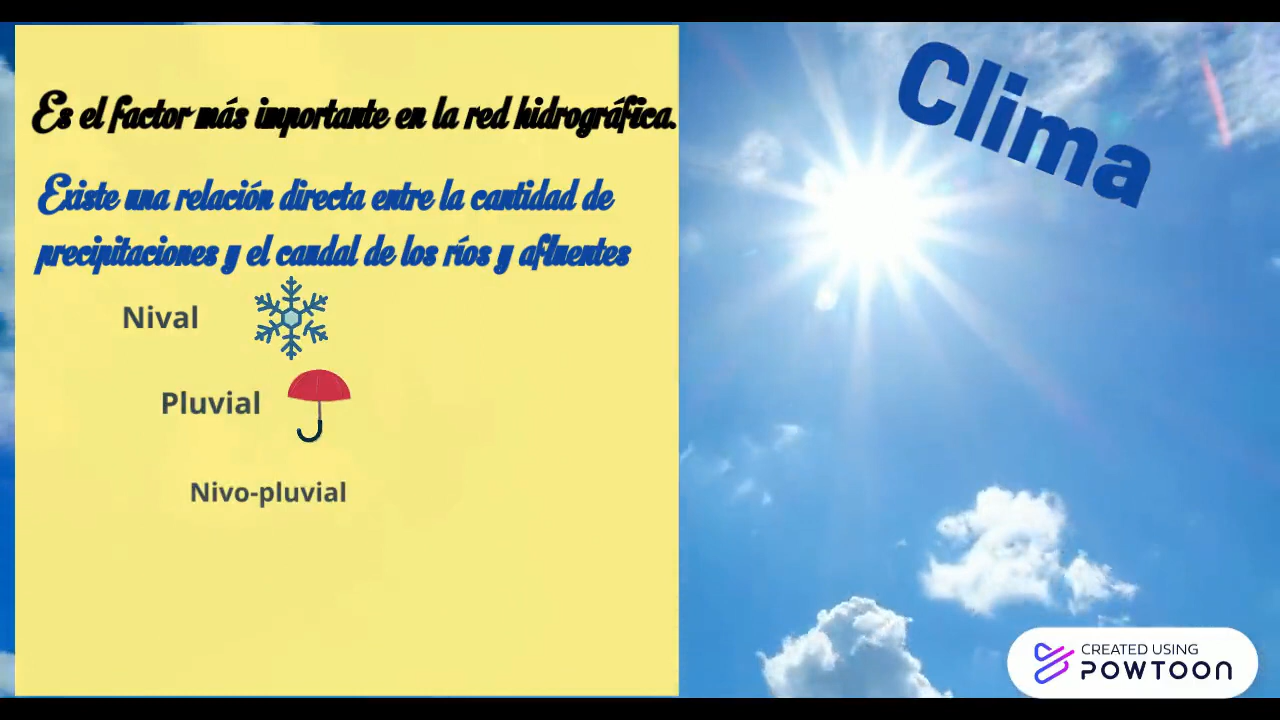 Clima
Es el factor más importante en la red hidrográfica.
Existe una relación directa entre la cantidad de
precipitaciones y el caudal de los ríos y afluentes
Nival
Pluvial
Nivo-pluvial
CREATED USING
POWTOON